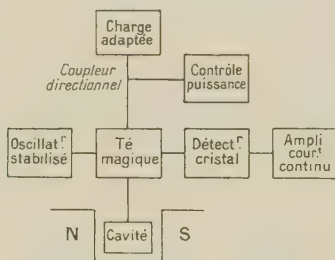 Charge
adaptée
Coupleur
directionnel
Contrôle
puissance
Oscillat.r
stabilisé
Té
magique
Détect.r
cristal
Ampli
cour.t
continu
N
Cavité
S